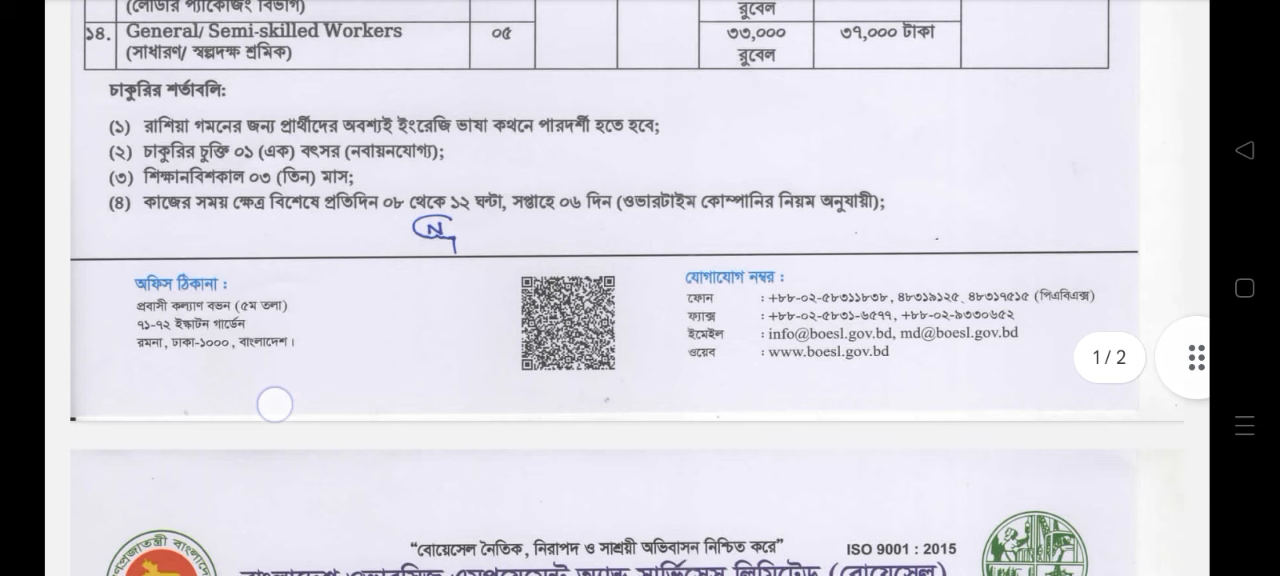 (লোডার প্যাকেজিং বিভাগ)
রুবেল
১৪. General/ Semi-skilled Workers ০৫ ৩৩,০০০ ৩৭,০০০ টাকা
(সাধারণ/ স্বল্পদক্ষ শ্রমিক) রুবেল
চাকুরির শর্তাবলি:
(১) রাশিয়া গমনের জন্য প্রার্থীদের অবশ্যই ইংরেজি ভাষা কথনে পারদর্শী হতে হবে;
(২) চাকুরির চুক্তি ০১ (এক) বৎসর (নবায়নযোগ্য);
(৩) শিক্ষানবিশকাল ০৩ (তিন) মাস;
(৪) কাজের সময় ক্ষেত্র বিশেষে প্রতিদিন ০৮ থেকে ১২ ঘন্টা, সপ্তাহে ০৬ দিন (ওভারটাইম কোম্পানির নিয়ম অনুযায়ী);
অফিস ঠিকানা :
প্রবাসী কল্যাণ ভবন (৫ম তলা)
৭১-৭২ ইস্কাটন গার্ডেন
রমনা, ঢাকা-১০০০, বাংলাদেশ।
যোগাযোগ নম্বর :
ফোন : +৮৮-০২-৫৮৩১১৮৩৮, ৪৮৩১৯১২৫, ৪৮৩১৭৫১৫ (পিএবিএক্স)
ফ্যাক্স : +৮৮-০২-৫৮৩১-৬৫৭৭, +৮৮-০২-৯৩৩০৬৫২
ইমেইল : info@boesl.gov.bd, md@boesl.gov.bd
ওয়েব : www.boesl.gov.bd
1 / 2
“বোয়েসেল নৈতিক, নিরাপদ ও সাশ্রয়ী অভিবাসন নিশ্চিত করে” ISO 9001 : 2015
বাংলাদেশ ওভারসিজ এমপ্লয়মেন্ট অ্যান্ড সার্ভিসেস লিমিটেড (বোয়েসেল)